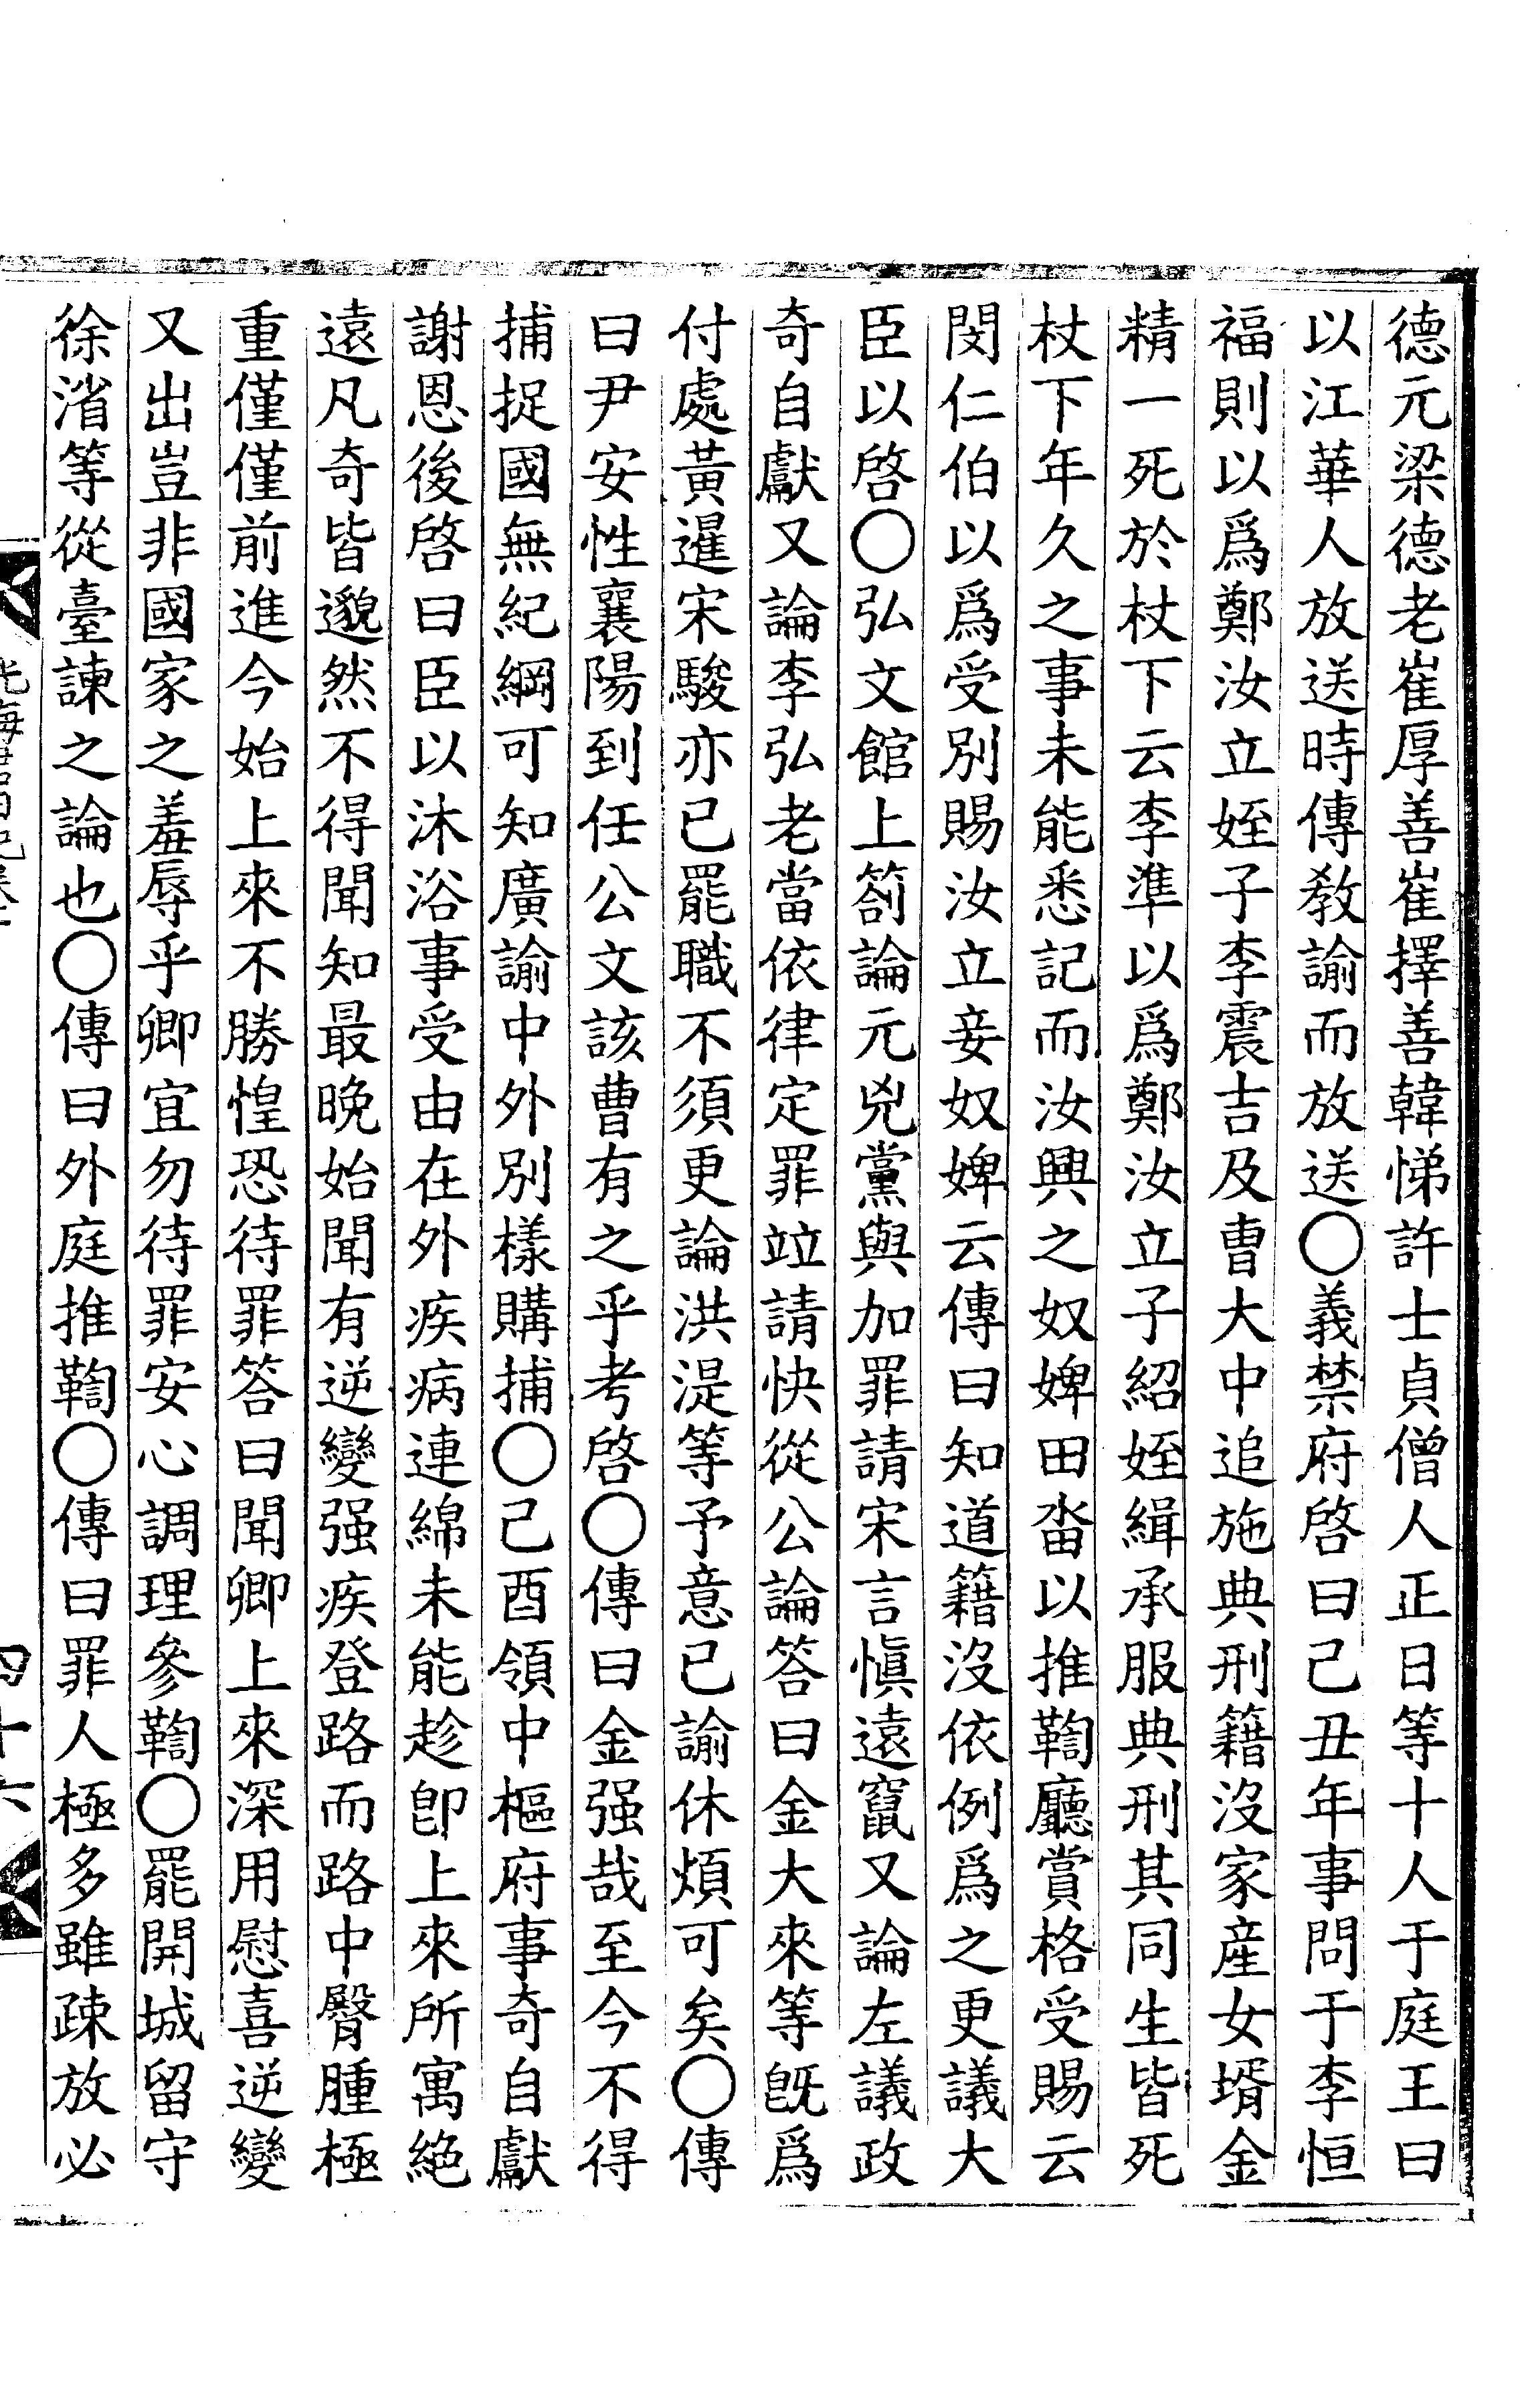 德元梁德老崔厚善崔擇善韓悌許士貞僧人正日等十人于庭王曰
以江華人放送時傳教諭而放送〇義禁府啓曰己丑年事問于李恒
福則以爲鄭汝立姪子李震吉及曺大中追施典刑籍沒家産女壻金
精一死於杖下云李準以爲鄭汝立子紹姪緝承服典刑其同生皆死
杖下年久之事未能悉記而汝興之奴婢田畓以推鞫廳賞格受賜云
閔仁伯以爲受別賜汝立妾奴婢云傳曰知道籍沒依例爲之更議大
臣以啓〇弘文館上箚論元兇黨與加罪請宋言愼遠竄又論左議政
奇自獻又論李弘老當依律定罪竝請快從公論答曰金大來等旣爲
付處黃暹宋駿亦已罷職不須更論洪湜等予意已諭休煩可矣〇傳
曰尹安性襄陽到任公文該曹有之乎考啓〇傳曰金强哉至今不得
捕捉國無紀綱可知廣諭中外別樣購捕〇己酉領中樞府事奇自獻
謝恩後啓曰臣以沐浴事受由在外疾病連綿未能趁卽上來所寓絶
遠凡奇皆邈然不得聞知最晩始聞有逆變强疾登路而路中臀腫極
重僅僅前進今始上來不勝惶恐待罪答曰聞卿上來深用慰喜逆變
又出豈非國家之羞辱乎卿宜勿待罪安心調理參鞫〇罷開城留守
徐渻等從臺諫之論也〇傳曰外庭推鞫〇傳曰罪人極多雖疎放必